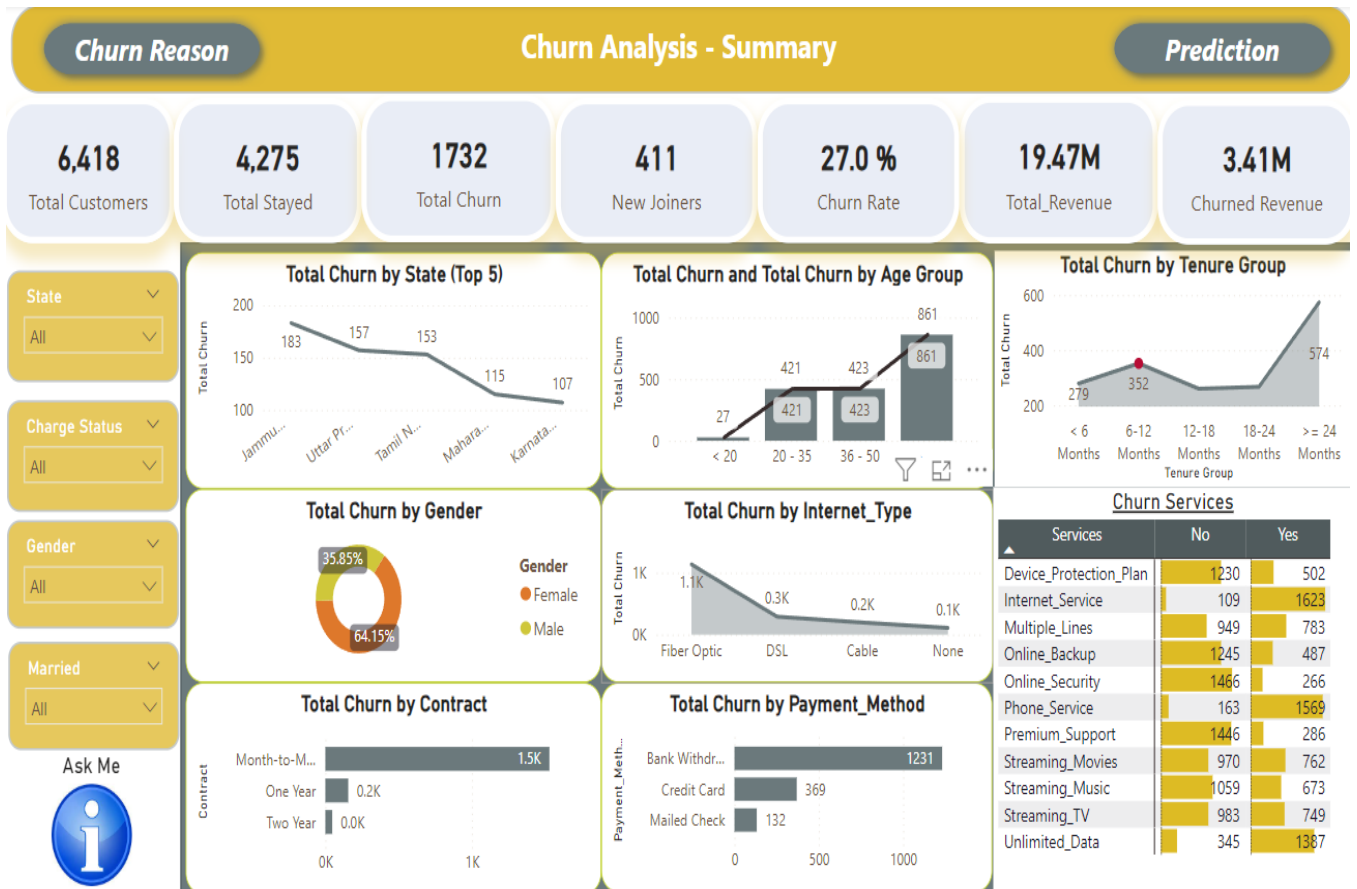 Churn Reason
Churn Analysis - Summary
Prediction
6,418
Total Customers
4,275
Total Stayed
1732
Total Churn
411
New Joiners
27.0 %
Churn Rate
19.47M
Total_Revenue
3.41M
Churned Revenue
State
All
Charge Status
All
Gender
All
Married
All
Ask Me
i
Total Churn by State (Top 5)
Total Churn
200
150
100
183
157
153
115
107
Jammu...
Uttar Pr...
Tamil N...
Mahara...
Karnata...
Total Churn and Total Churn by Age Group
Total Churn
1000
500
0
27
421
423
861
421
423
861
< 20
20 - 35
36 - 50
Total Churn by Tenure Group
Total Churn
600
400
200
279
352
574
< 6 Months
6-12 Months
12-18 Months
18-24 Months
>= 24 Months
Tenure Group
Total Churn by Gender
35.85%
64.15%
Gender
Female
Male
Total Churn by Internet_Type
Total Churn
1K
0K
1.1K
0.3K
0.2K
0.1K
Fiber Optic
DSL
Cable
None
Churn Services
Services No Yes
Device_Protection_Plan 1230 502
Internet_Service 109 1623
Multiple_Lines 949 783
Online_Backup 1245 487
Online_Security 1466 266
Phone_Service 163 1569
Premium_Support 1446 286
Streaming_Movies 970 762
Streaming_Music 1059 673
Streaming_TV 983 749
Unlimited_Data 345 1387
Total Churn by Contract
Contract
Month-to-M... 1.5K
One Year 0.2K
Two Year 0.0K
0K 1K
Total Churn by Payment_Method
Payment_Meth...
Bank Withdr... 1231
Credit Card 369
Mailed Check 132
0 500 1000